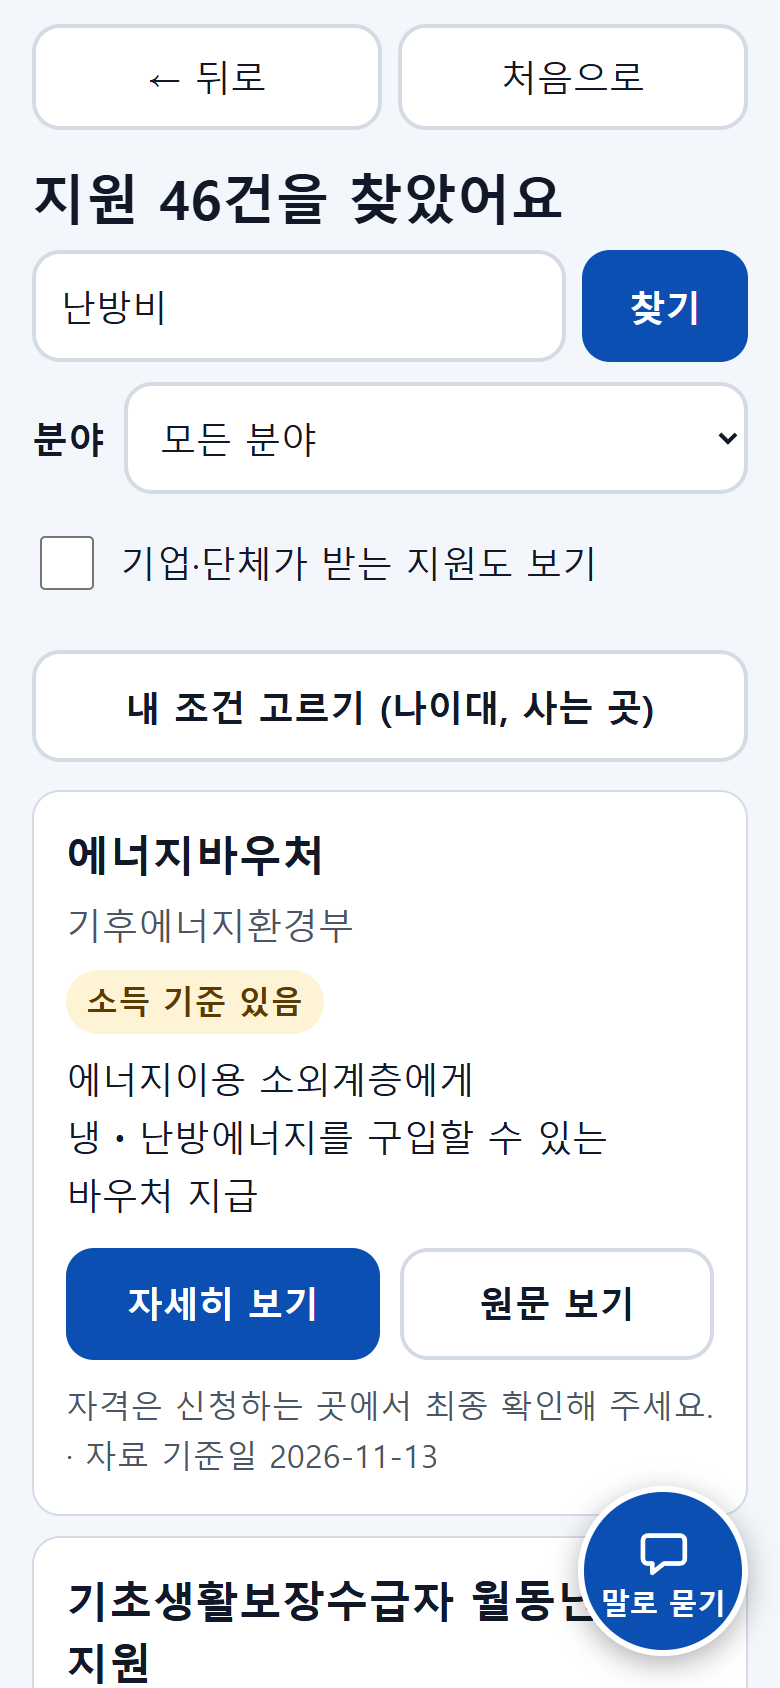 ← 뒤로
처음으로
지원 46건을 찾았어요
난방비
찾기
분야
모든 분야
기업·단체가 받는 지원도 보기
내 조건 고르기 (나이대, 사는 곳)
에너지바우처
기후에너지환경부
소득 기준 있음
에너지이용 소외계층에게
냉・난방에너지를 구입할 수 있는
바우처 지급
자세히 보기
원문 보기
자격은 신청하는 곳에서 최종 확인해 주세요.
· 자료 기준일 2026-11-13
기초생활보장수급자
지원
말로 묻기